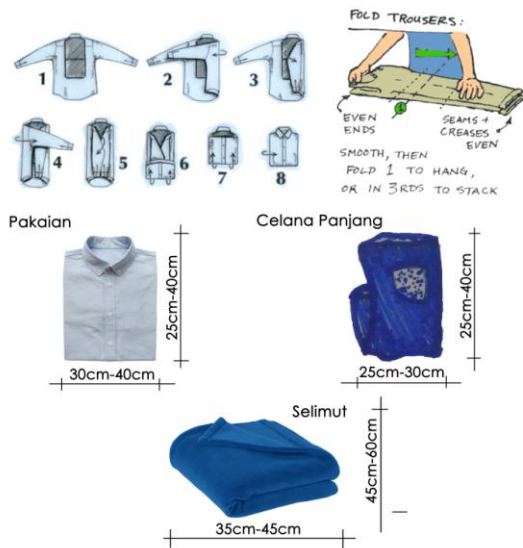 FOLD TROUSERS:
1
2
3
4
5
6
7
8
1
EVEN
ENDS
SEAMS +
CREASES
EVEN
SMOOTH, THEN
FOLD 1 TO HANG,
OR IN 3RDS TO STACK
Pakaian
25cm-40cm
30cm-40cm
Celana Panjang
25cm-40cm
25cm-30cm
Selimut
45cm-60cm
35cm-45cm